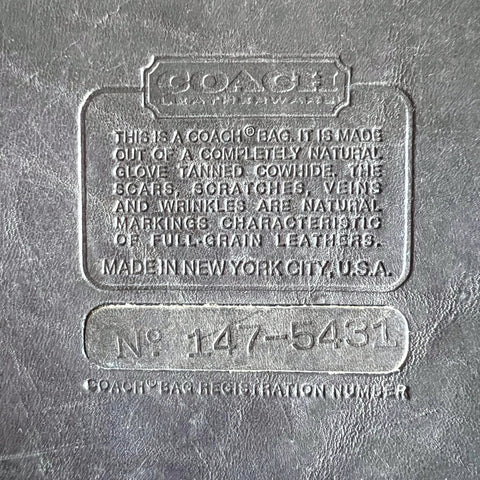 COACH
LEATHERWARE
THIS IS A COACH® BAG. IT IS MADE
OUT OF A COMPLETELY NATURAL
GLOVE TANNED COWHIDE. THE
SCARS, SCRATCHES, VEINS
AND WRINKLES ARE NATURAL
MARKINGS CHARACTERISTIC
OF FULL-GRAIN LEATHERS.
MADE IN NEW YORK CITY, U.S.A.
Nº 147-5431
COACH® BAG REGISTRATION NUMBER